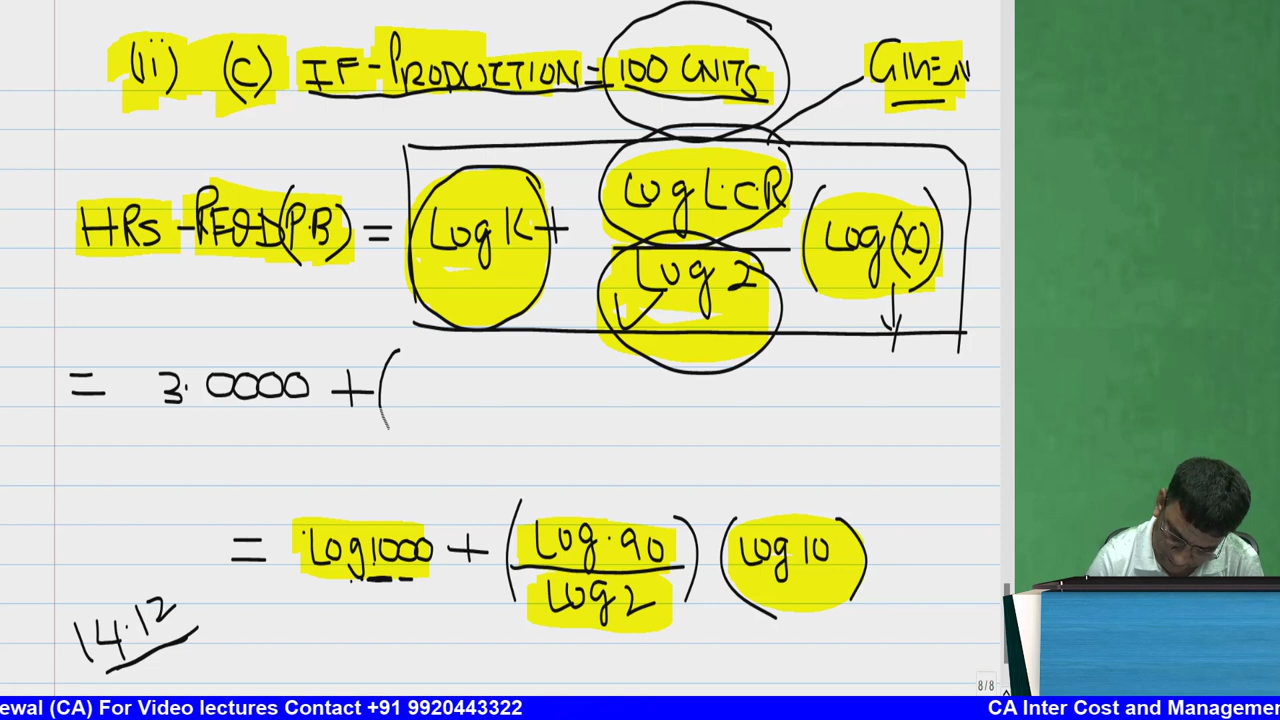 (ii) (C) IF - PRODUCTION = 100 UNITS GIVEN
HRs - REQD (P.B) = Log K + Log L.C.R / Log 2 (Log(X)
= 3.0000 + (
= Log 1000 + (Log .90 / Log 2) (Log 10)
14.12
8/8
ewal (CA) For Video lectures Contact +91 9920443322
CA Inter Cost and Managemen